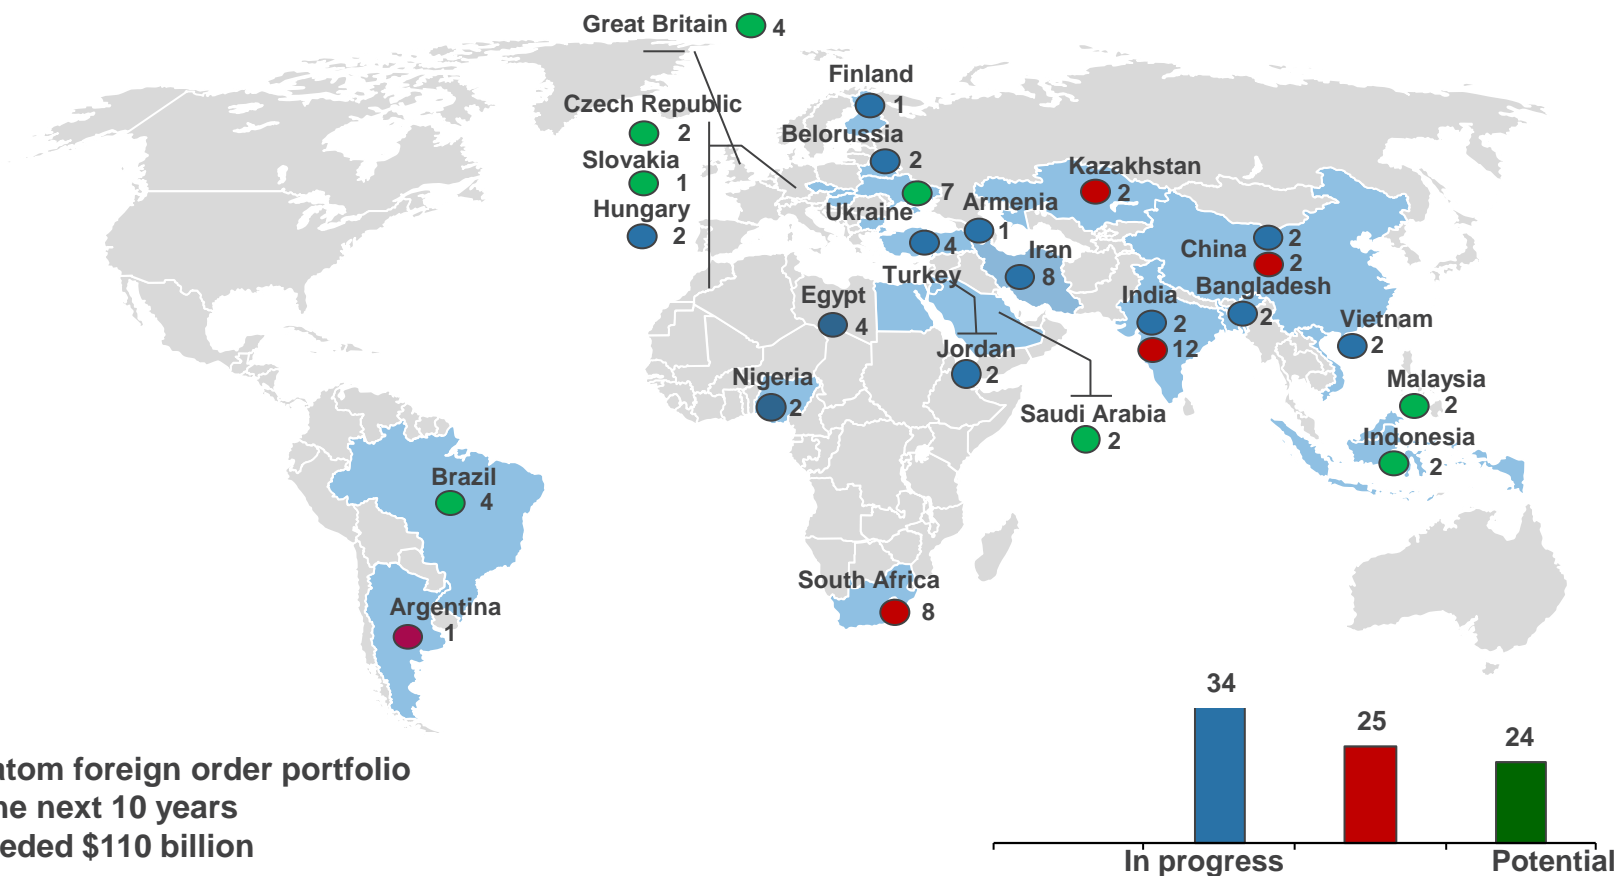 Great Britain 4
Finland
1
Czech Republic
2
Belorussia
2
Slovakia
1
Kazakhstan
2
Hungary
2
7
Ukraine
Armenia
1
4
Turkey
Iran
8
China
2
2
Egypt
4
India
2
12
Bangladesh
2
Vietnam
2
Jordan
2
Nigeria
2
Malaysia
2
Saudi Arabia
2
Indonesia
2
Brazil
4
South Africa
8
Argentina
1
34
25
24
In progress
Potential
atom foreign order portfolio
ne next 10 years
eded $110 billion